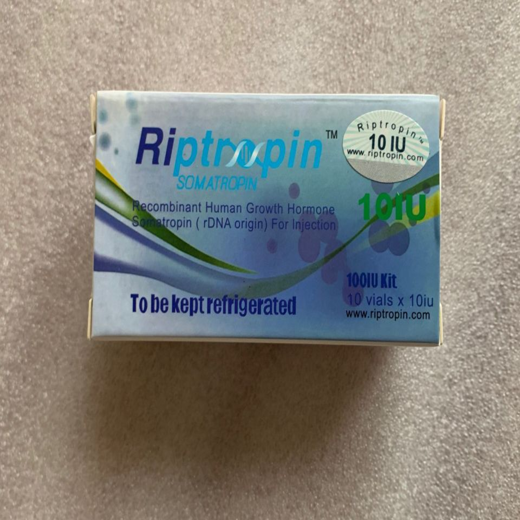 Riptropin™
SOMATROPIN
Recombinant Human Growth Hormone
Somatropin ( rDNA origin) For Injection
To be kept refrigerated
Riptropin™
10 IU
www.riptropin.com
10IU
100IU Kit
10 vials x 10iu
www.riptropin.com